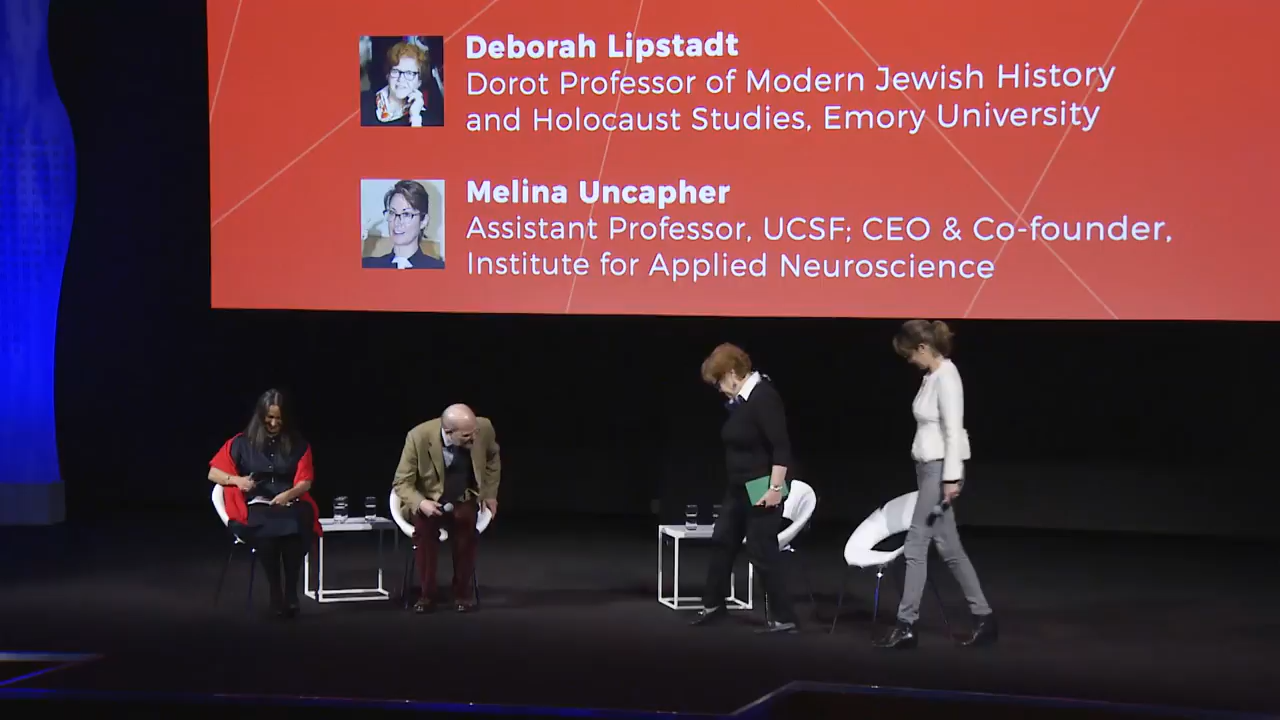 Deborah Lipstadt
Dorot Professor of Modern Jewish History
and Holocaust Studies, Emory University
Melina Uncapher
Assistant Professor, UCSF; CEO & Co-founder,
Institute for Applied Neuroscience